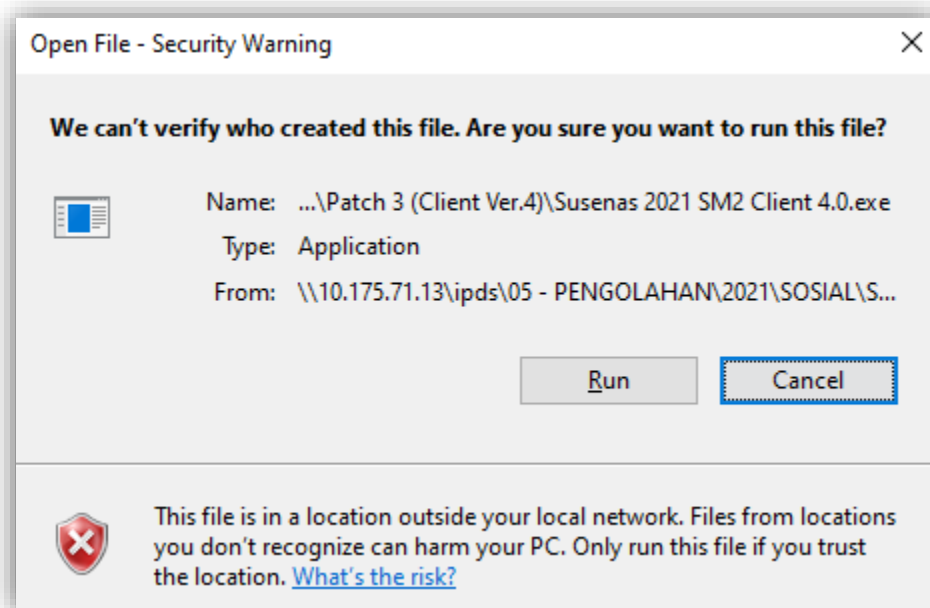 Open File - Security Warning
We can't verify who created this file. Are you sure you want to run this file?
Name: ...\Patch 3 (Client Ver.4)\Susenas 2021 SM2 Client 4.0.exe
Type: Application
From: \\10.175.71.13\ipds\05 - PENGOLAHAN\2021\SOSIAL\S...
Run Cancel
This file is in a location outside your local network. Files from locations
you don't recognize can harm your PC. Only run this file if you trust
the location. What's the risk?